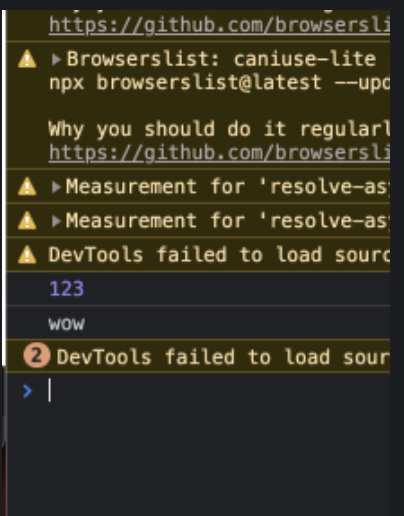 https://github.com/browsersli
Browserslist: caniuse-lite
npx browserslist@latest --upd
Why you should do it regularl
https://github.com/browsersli
Measurement for 'resolve-as
Measurement for 'resolve-as
DevTools failed to load sourc
123
wow
2 DevTools failed to load sour
>